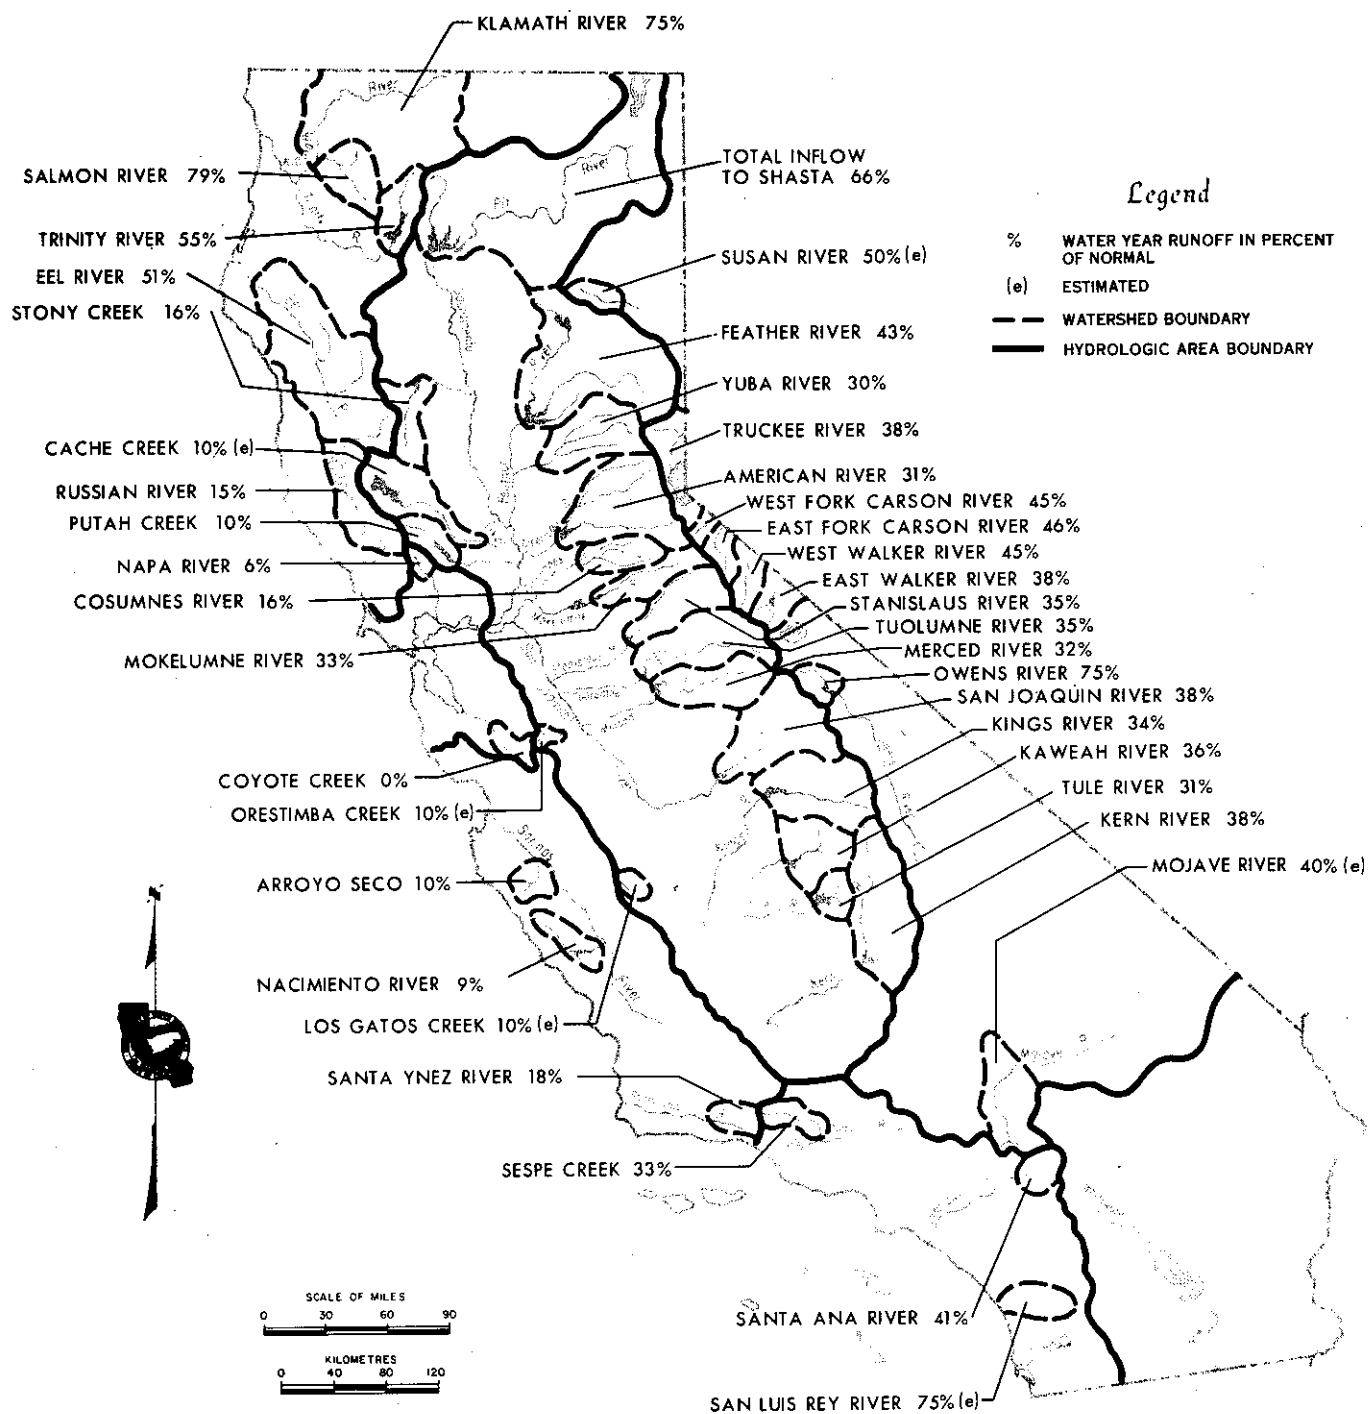 KLAMATH RIVER 75%
SALMON RIVER 79%
TRINITY RIVER 55%
EEL RIVER 51%
STONY CREEK 16%
CACHE CREEK 10% (e)
RUSSIAN RIVER 15%
PUTAH CREEK 10%
NAPA RIVER 6%
COSUMNES RIVER 16%
MOKELUMNE RIVER 33%
COYOTE CREEK 0%
ORESTIMBA CREEK 10% (e)
ARROYO SECO 10%
NACIMIENTO RIVER 9%
LOS GATOS CREEK 10% (e)
SANTA YNEZ RIVER 18%
SESPE CREEK 33%
TOTAL INFLOW
TO SHASTA 66%
SUSAN RIVER 50% (e)
FEATHER RIVER 43%
YUBA RIVER 30%
TRUCKEE RIVER 38%
AMERICAN RIVER 31%
WEST FORK CARSON RIVER 45%
EAST FORK CARSON RIVER 46%
WEST WALKER RIVER 45%
EAST WALKER RIVER 38%
STANISLAUS RIVER 35%
TUOLUMNE RIVER 35%
MERCED RIVER 32%
OWENS RIVER 75%
SAN JOAQUIN RIVER 38%
KINGS RIVER 34%
KAWEAH RIVER 36%
TULE RIVER 31%
KERN RIVER 38%
MOJAVE RIVER 40% (e)
SANTA ANA RIVER 41%
SAN LUIS REY RIVER 75% (e)
Legend
% WATER YEAR RUNOFF IN PERCENT
OF NORMAL
(e) ESTIMATED
WATERSHED BOUNDARY
HYDROLOGIC AREA BOUNDARY
River
Pit
River
Salinas
River
Kern
Mojave R
SCALE OF MILES
0 30 60 90
KILOMETRES
0 40 80 120